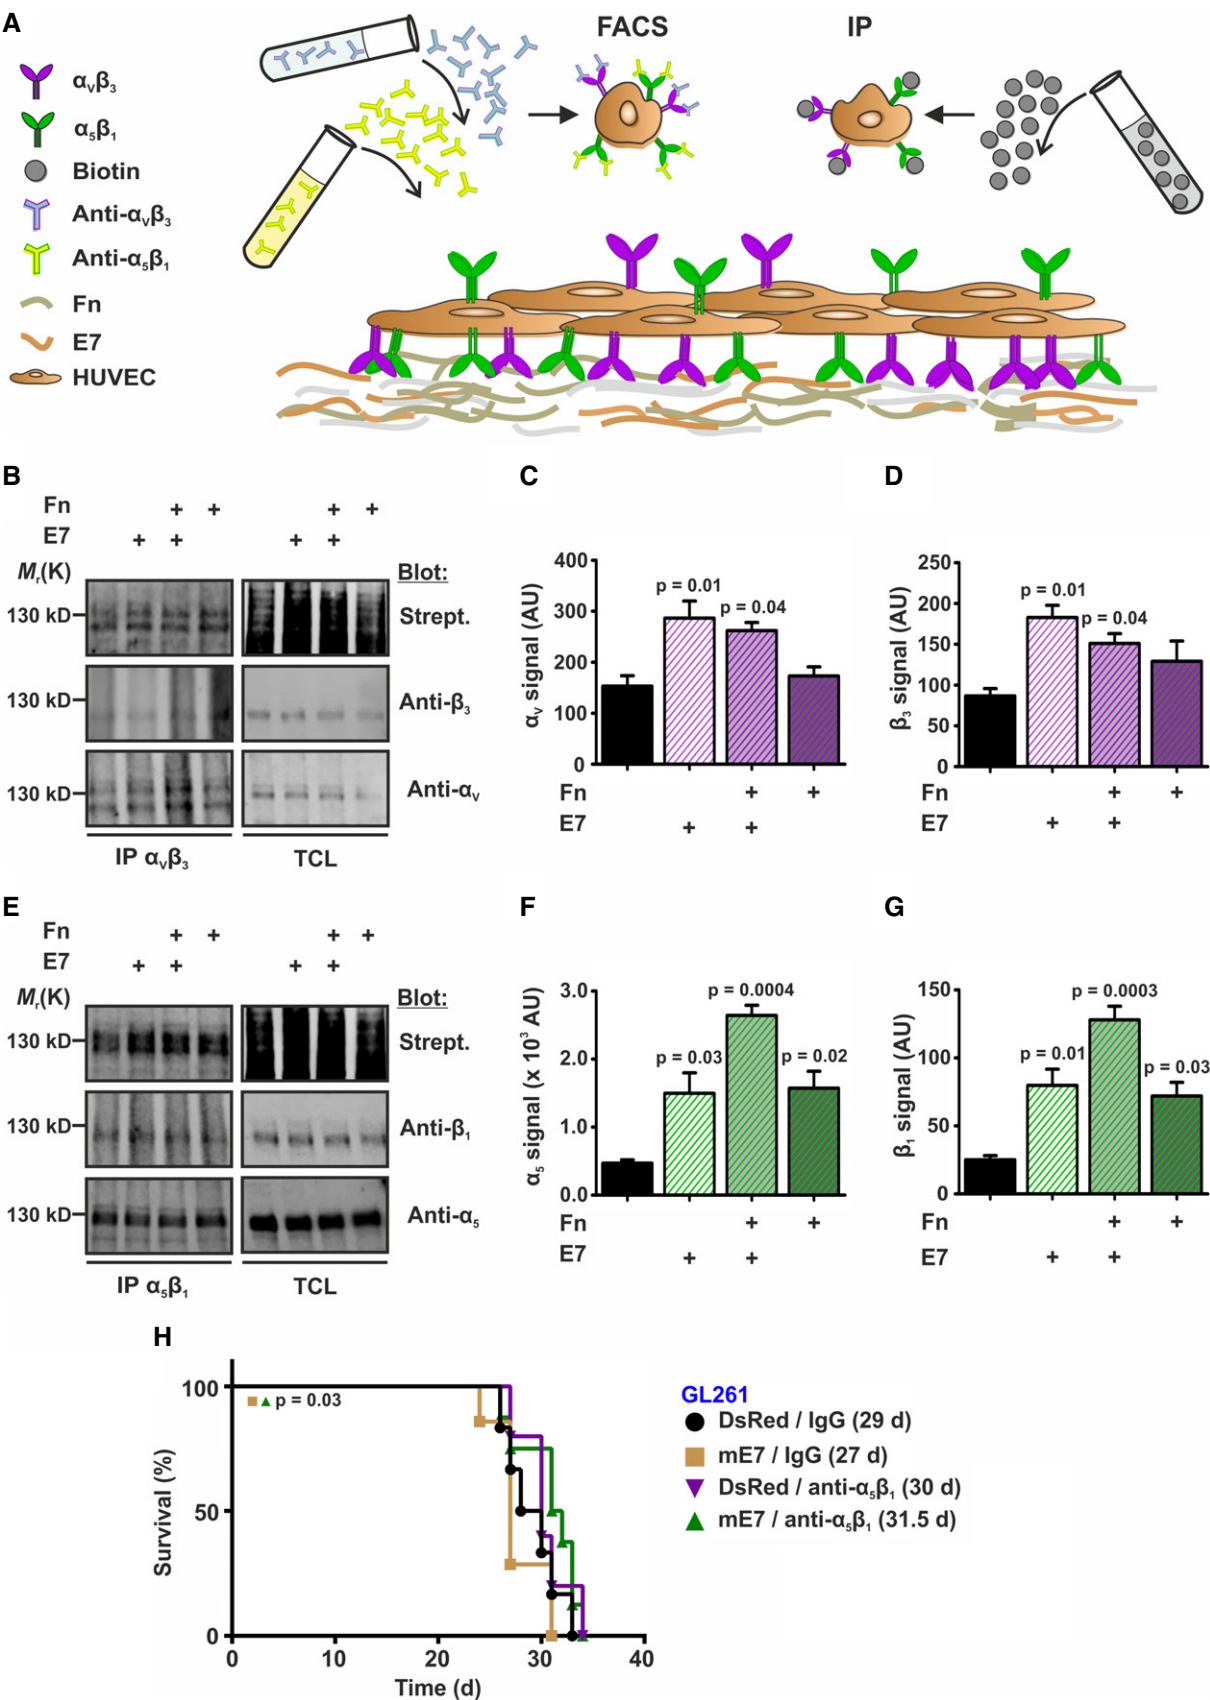 A
FACS
IP
αᵥβ₃
α₅β₁
Biotin
Anti-αᵥβ₃
Anti-α₅β₁
Fn
E7
HUVEC
B
Fn + + + +
E7 + + + +
Mᵣ(K)
Blot:
130 kD
Strept.
130 kD
Anti-β₃
130 kD
Anti-αᵥ
IP αᵥβ₃
TCL
C
αᵥ signal (AU)
400
300
200
100
0
p = 0.01
p = 0.04
Fn + +
E7 + +
D
β₃ signal (AU)
250
200
150
100
50
0
p = 0.01
p = 0.04
Fn + +
E7 + +
E
Fn + + + +
E7 + + + +
Mᵣ(K)
Blot:
130 kD
Strept.
130 kD
Anti-β₁
130 kD
Anti-α₅
IP α₅β₁
TCL
F
α₅ signal (x 10³ AU)
3.0
2.0
1.0
0.0
p = 0.03
p = 0.0004
p = 0.02
Fn + +
E7 + +
G
β₁ signal (AU)
150
100
50
0
p = 0.01
p = 0.0003
p = 0.03
Fn + +
E7 + +
H
Survival (%)
100
50
0
p = 0.03
0 10 20 30 40
Time (d)
GL261
DsRed / IgG (29 d)
mE7 / IgG (27 d)
DsRed / anti-α₅β₁ (30 d)
mE7 / anti-α₅β₁ (31.5 d)